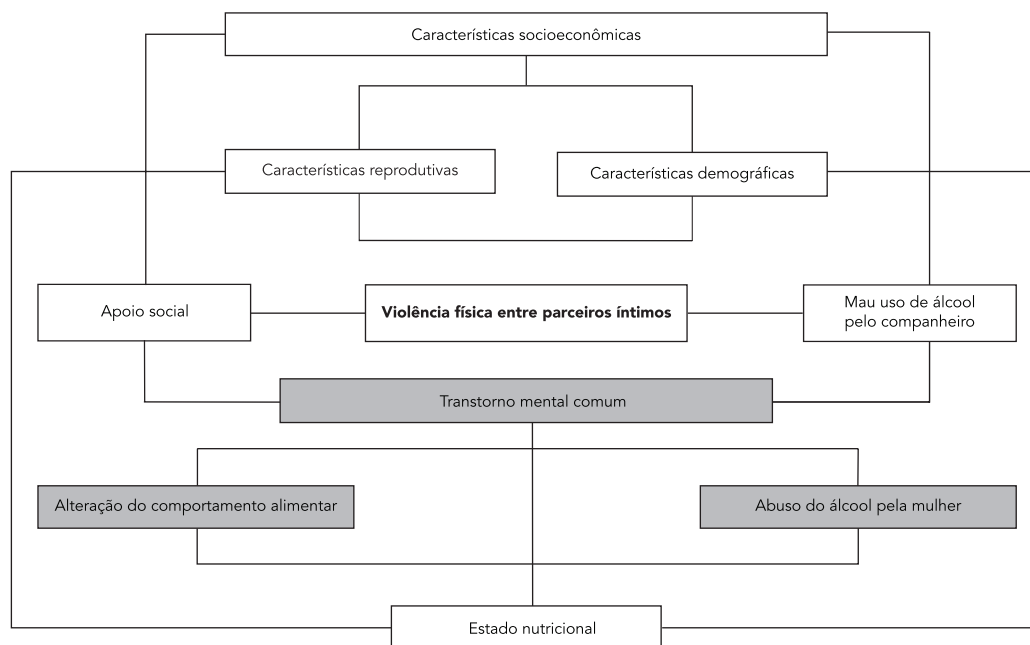 Características socioeconômicas
Características reprodutivas
Características demográficas
Apoio social
Violência física entre parceiros íntimos
Mau uso de álcool
pelo companheiro
Transtorno mental comum
Alteração do comportamento alimentar
Abuso do álcool pela mulher
Estado nutricional